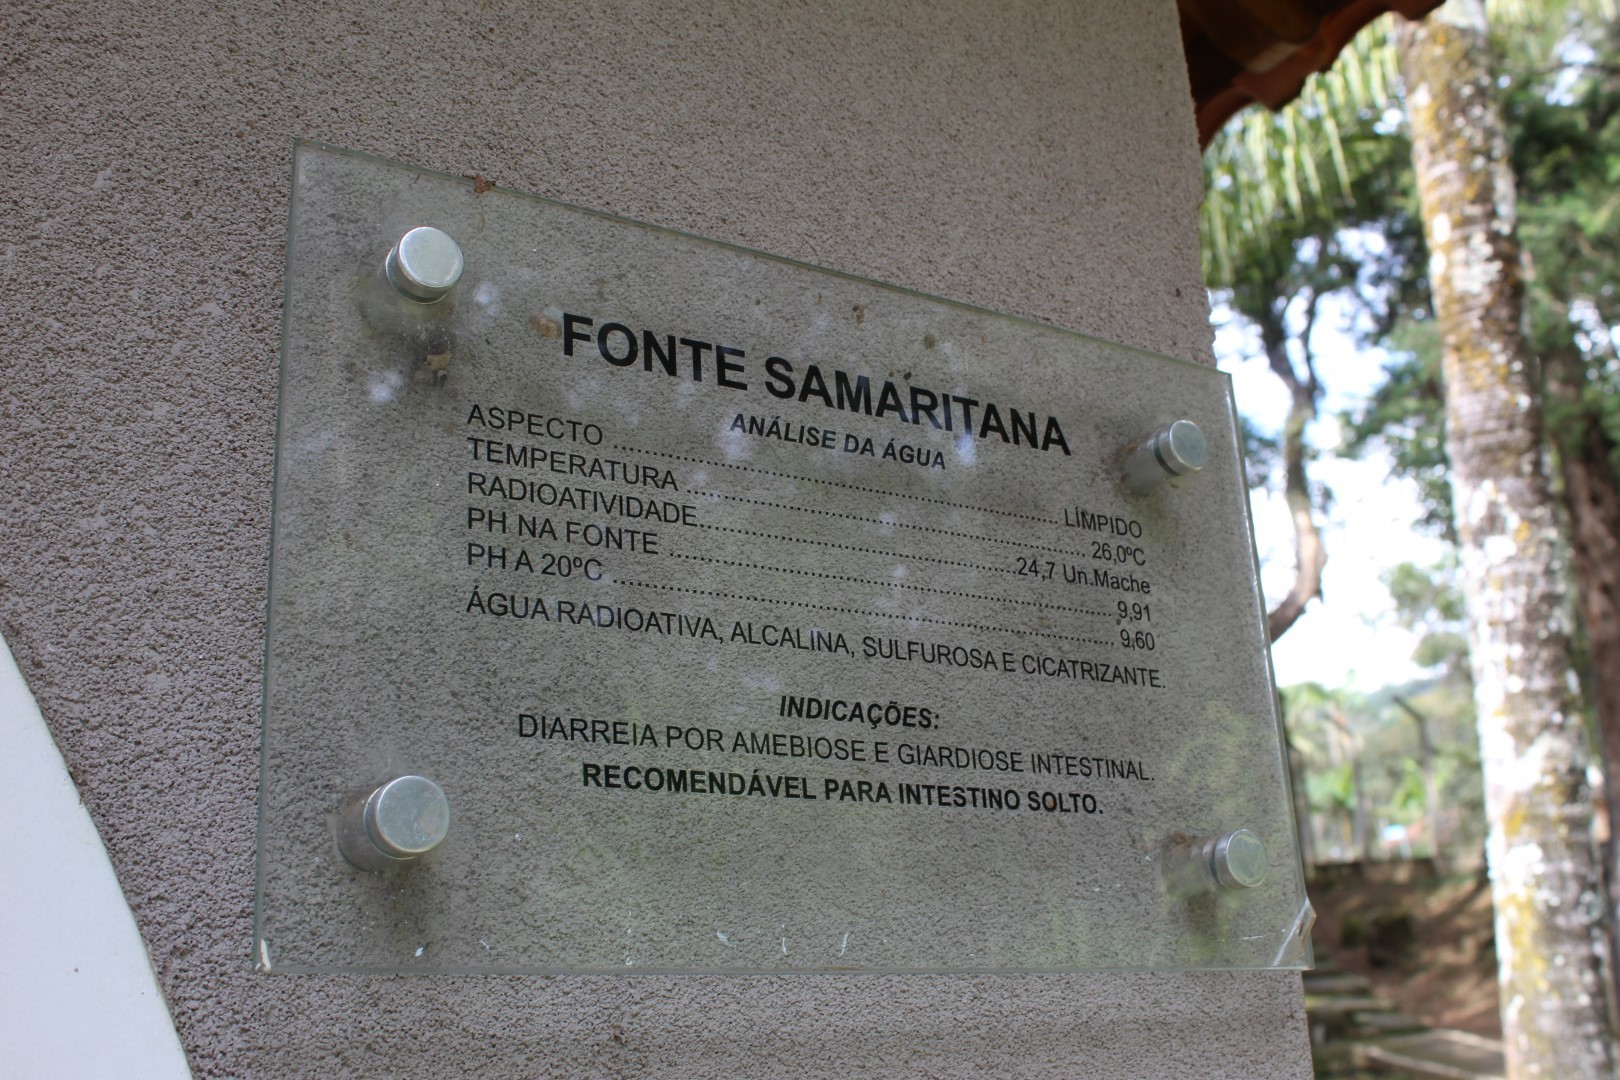 FONTE SAMARITANA
ANÁLISE DA ÁGUA
ASPECTO ........................................................ LÍMPIDO
TEMPERATURA .................................................... 26,0ºC
RADIOATIVIDADE......................................... 24,7 Un.Mache
PH NA FONTE ........................................................ 9,91
PH A 20ºC ............................................................... 9,60
ÁGUA RADIOATIVA, ALCALINA, SULFUROSA E CICATRIZANTE.
INDICAÇÕES:
DIARREIA POR AMEBIOSE E GIARDIOSE INTESTINAL.
RECOMENDÁVEL PARA INTESTINO SOLTO.